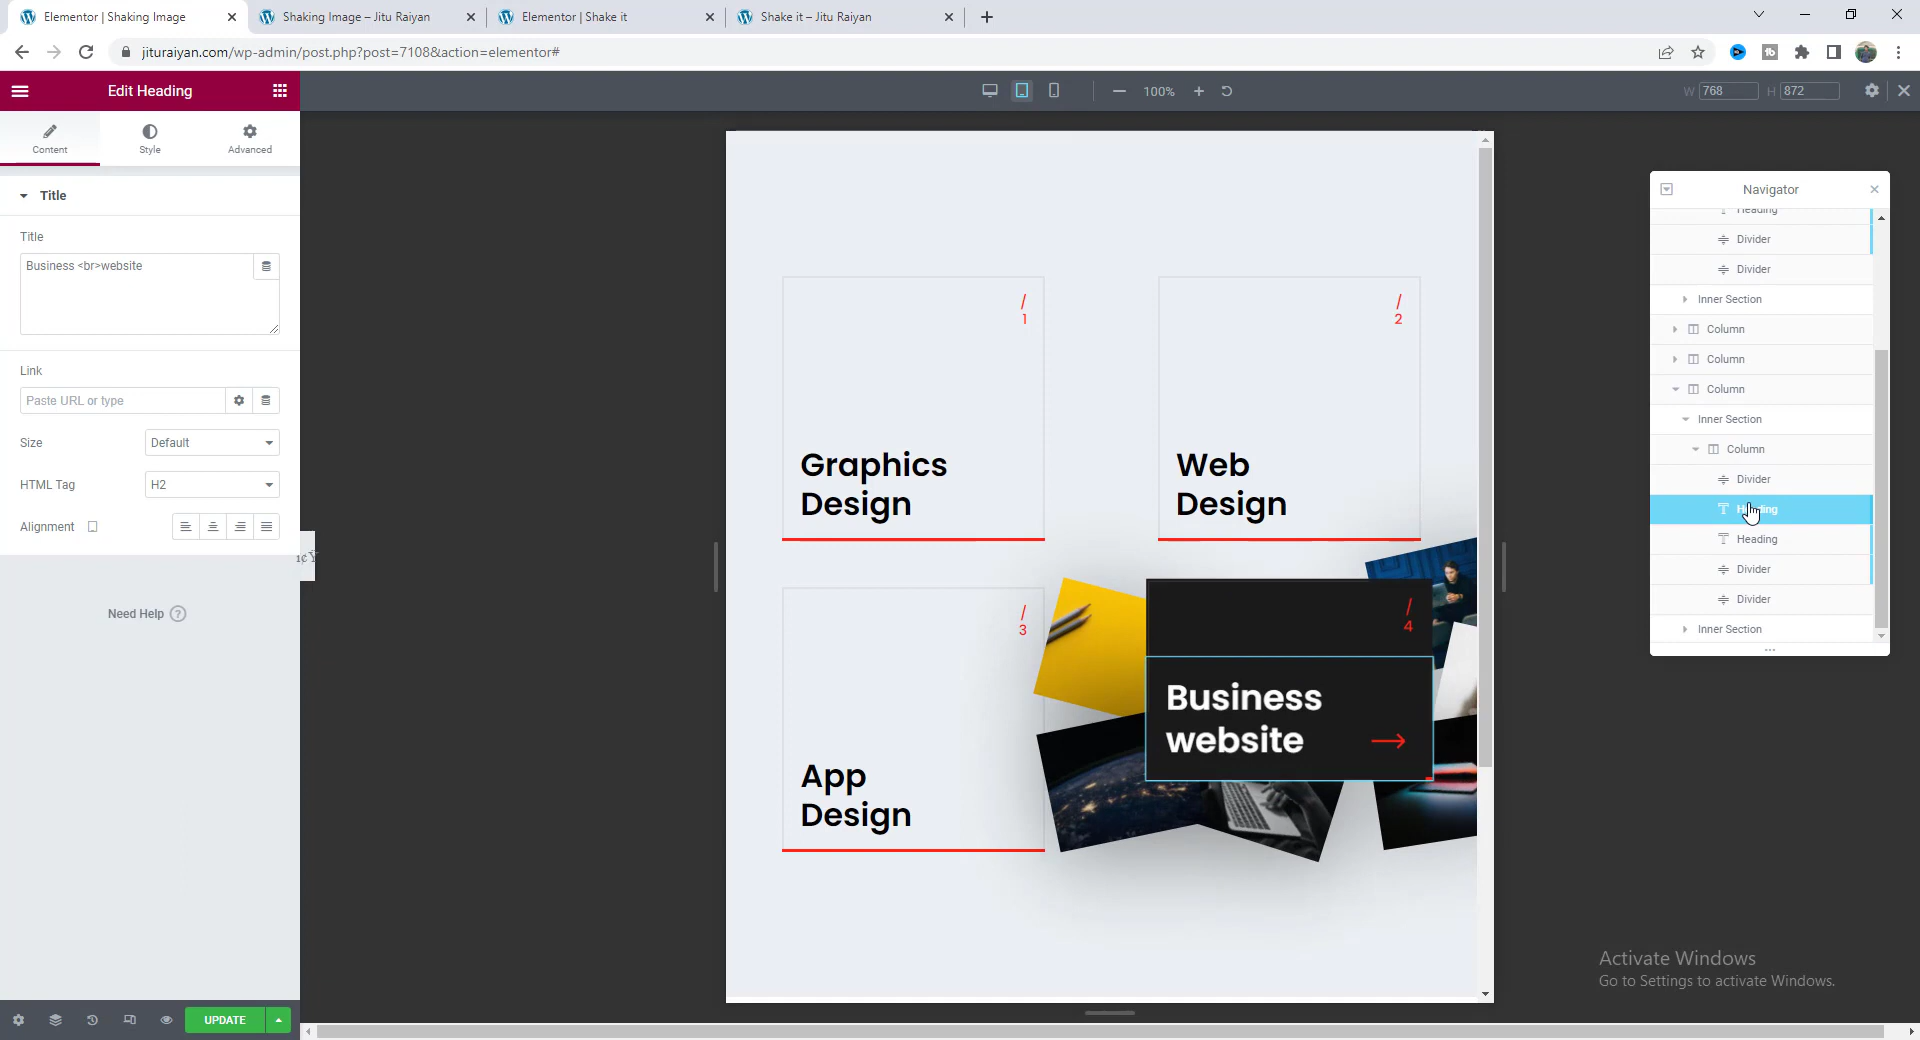 Elementor | Shaking Image
Shaking Image – Jitu Raiyan
Elementor | Shake it
Shake it – Jitu Raiyan
jituraiyan.com/wp-admin/post.php?post=7108&action=elementor#
Edit Heading
100%
W 768 H 872
Content
Style
Advanced
Title
Title
Business <br>website
Link
Paste URL or type
Size
Default
HTML Tag
H2
Alignment
Need Help ?
UPDATE
/
1
Graphics
Design
/
2
Web
Design
/
3
App
Design
/
4
Business
website
Navigator
Heading
Divider
Divider
Inner Section
Column
Column
Column
Inner Section
Column
Divider
Heading
Divider
Divider
Inner Section
Activate Windows
Go to Settings to activate Windows.